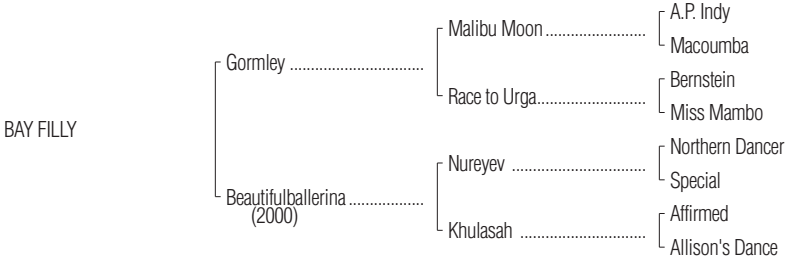 A.P. Indy
Malibu Moon ........................
Macoumba
Gormley ................................
Bernstein
Race to Urga..........................
Miss Mambo
BAY FILLY
Northern Dancer
Nureyev ................................
Special
Beautifulballerina ..................
(2000)
Affirmed
Khulasah ..............................
Allison's Dance